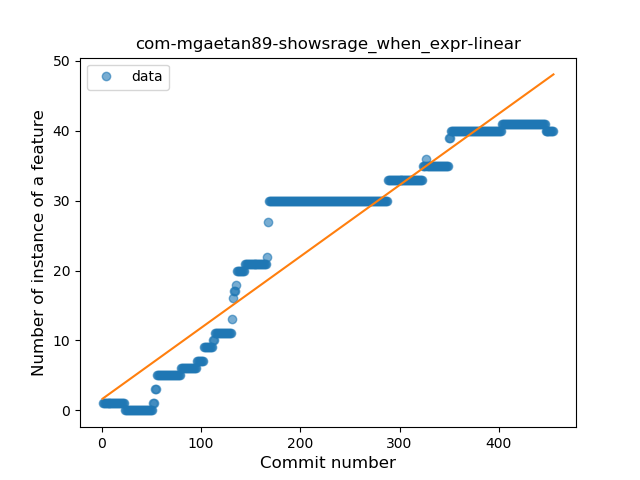 com-mgaetan89-showsrage_when_expr-linear
data
Number of instance of a feature
50
40
30
20
10
0
0 100 200 300 400
Commit number